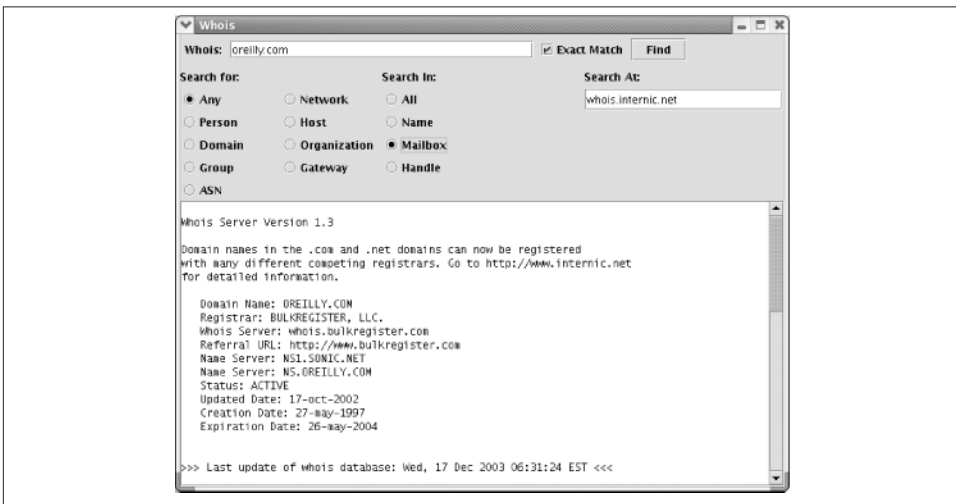 Whois
Whois: oreilly.com Exact Match Find
Search for: Search In: Search At:
Any Network All whois.internic.net
Person Host Name
Domain Organization Mailbox
Group Gateway Handle
ASN
Whois Server Version 1.3
Domain names in the .com and .net domains can now be registered
with many different competing registrars. Go to http://www.internic.net
for detailed information.
Domain Name: OREILLY.COM
Registrar: BULKREGISTER, LLC.
Whois Server: whois.bulkregister.com
Referral URL: http://www.bulkregister.com
Name Server: NS1.SONIC.NET
Name Server: NS.OREILLY.COM
Status: ACTIVE
Updated Date: 17-oct-2002
Creation Date: 27-may-1997
Expiration Date: 26-may-2004
>>> Last update of whois database: Wed, 17 Dec 2003 06:31:24 EST <<<